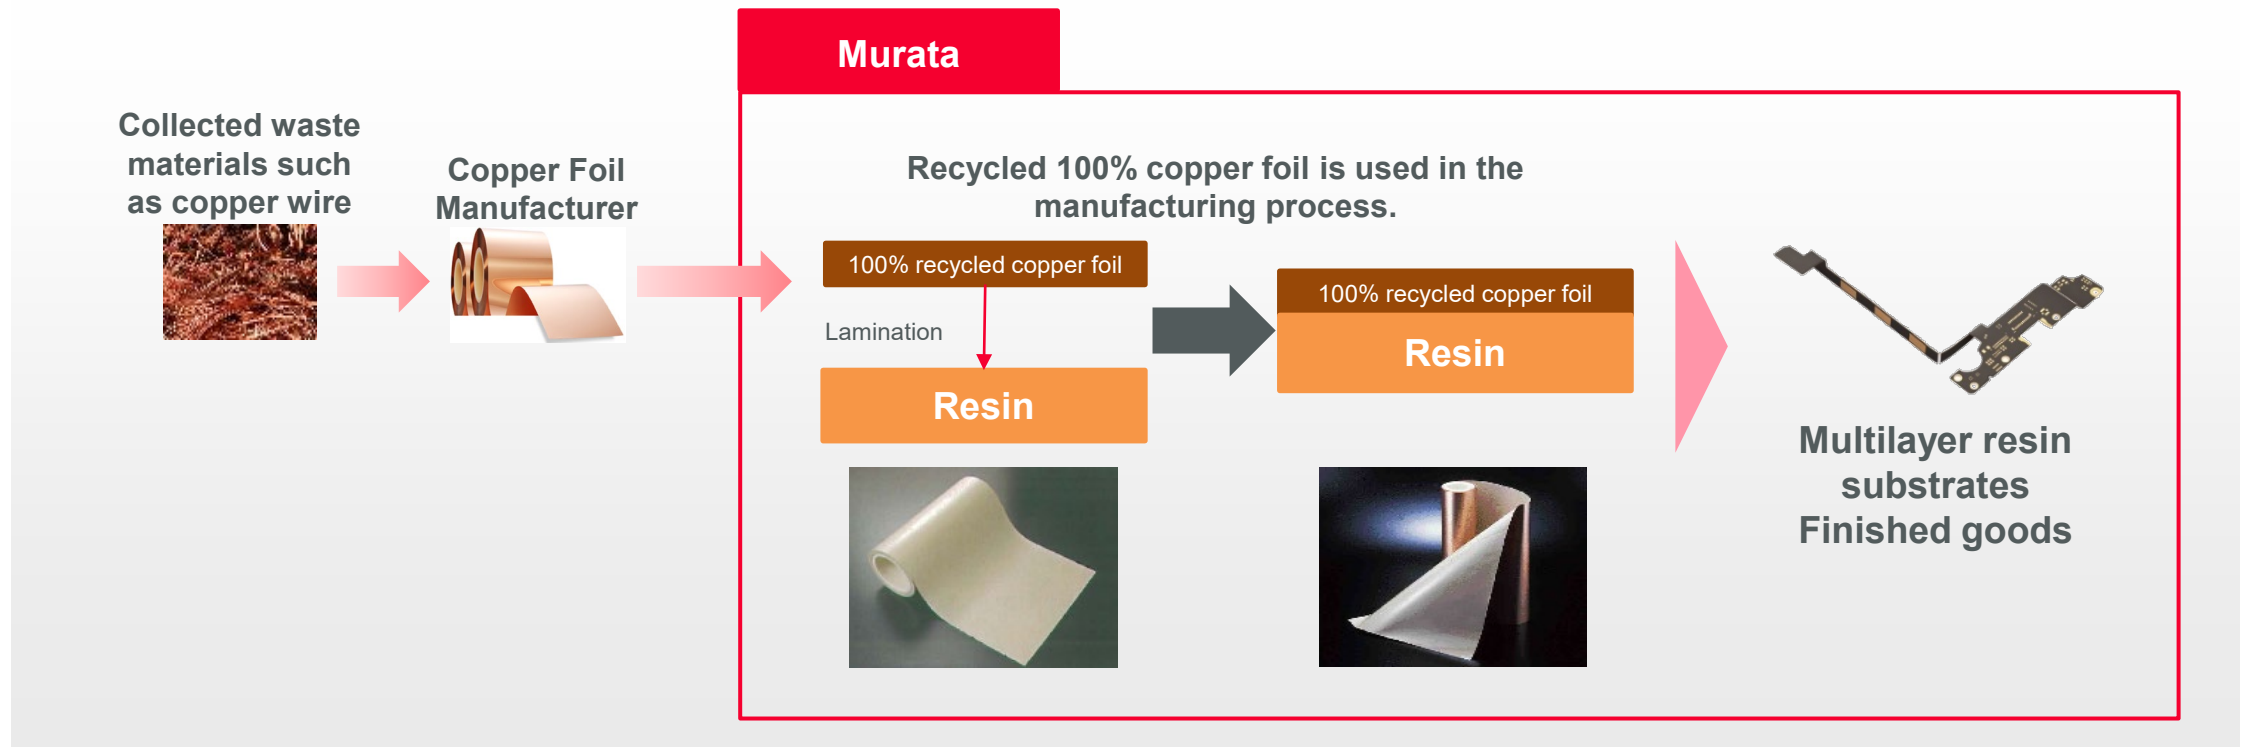 Murata
Collected waste
materials such
as copper wire
Copper Foil
Manufacturer
Recycled 100% copper foil is used in the
manufacturing process.
100% recycled copper foil
Lamination
Resin
100% recycled copper foil
Resin
Multilayer resin
substrates
Finished goods